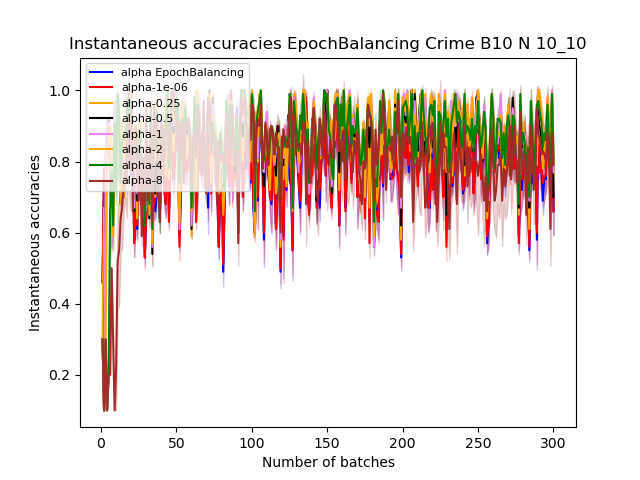 Instantaneous accuracies EpochBalancing Crime B10 N 10_10
Instantaneous accuracies
1.0
0.8
0.6
0.4
0.2
alpha EpochBalancing
alpha-1e-06
alpha-0.25
alpha-0.5
alpha-1
alpha-2
alpha-4
alpha-8
0
50
100
150
200
250
300
Number of batches